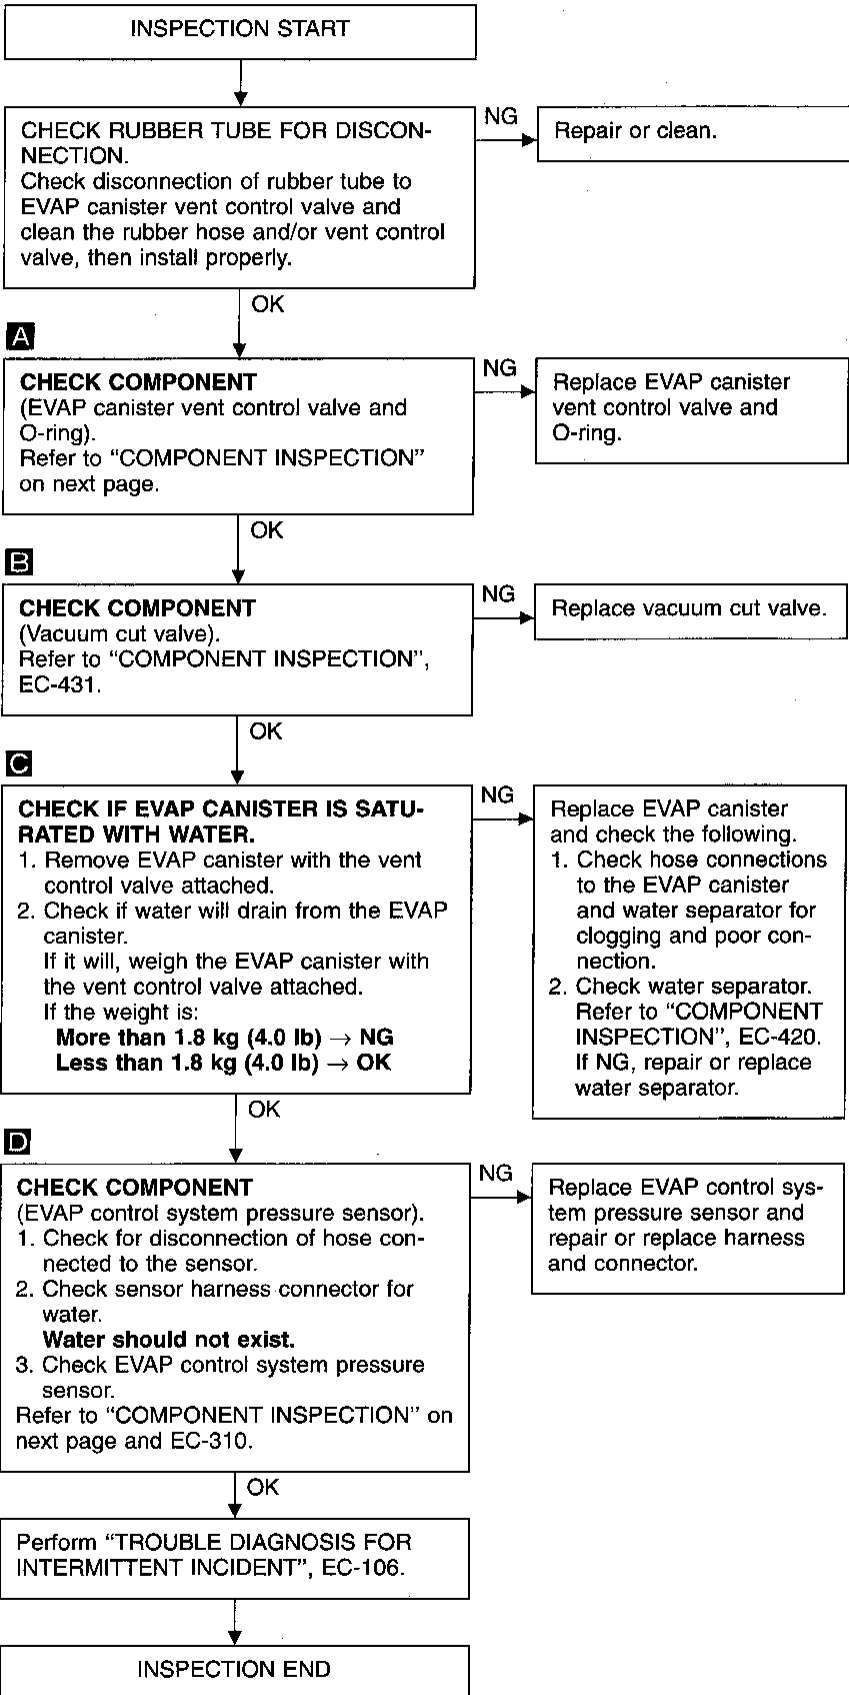 INSPECTION START
CHECK RUBBER TUBE FOR DISCON-
NECTION.
Check disconnection of rubber tube to
EVAP canister vent control valve and
clean the rubber hose and/or vent control
valve, then install properly.
NG
Repair or clean.
OK
A
CHECK COMPONENT
(EVAP canister vent control valve and
O-ring).
Refer to “COMPONENT INSPECTION”
on next page.
NG
Replace EVAP canister
vent control valve and
O-ring.
OK
B
CHECK COMPONENT
(Vacuum cut valve).
Refer to “COMPONENT INSPECTION”,
EC-431.
NG
Replace vacuum cut valve.
OK
C
CHECK IF EVAP CANISTER IS SATU-
RATED WITH WATER.
1. Remove EVAP canister with the vent
control valve attached.
2. Check if water will drain from the EVAP
canister.
If it will, weigh the EVAP canister with
the vent control valve attached.
If the weight is:
More than 1.8 kg (4.0 lb) → NG
Less than 1.8 kg (4.0 lb) → OK
NG
Replace EVAP canister
and check the following.
1. Check hose connections
to the EVAP canister
and water separator for
clogging and poor con-
nection.
2. Check water separator.
Refer to “COMPONENT
INSPECTION”, EC-420.
If NG, repair or replace
water separator.
OK
D
CHECK COMPONENT
(EVAP control system pressure sensor).
1. Check for disconnection of hose con-
nected to the sensor.
2. Check sensor harness connector for
water.
Water should not exist.
3. Check EVAP control system pressure
sensor.
Refer to “COMPONENT INSPECTION” on
next page and EC-310.
NG
Replace EVAP control sys-
tem pressure sensor and
repair or replace harness
and connector.
OK
Perform “TROUBLE DIAGNOSIS FOR
INTERMITTENT INCIDENT”, EC-106.
INSPECTION END